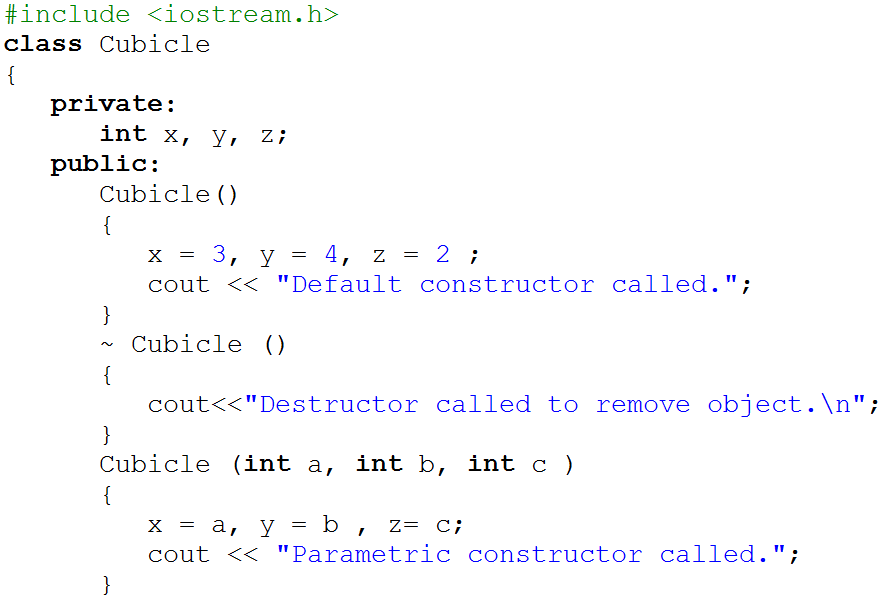 #include <iostream.h>
class Cubicle
{
   private:
      int x, y, z;
   public:
      Cubicle()
      {
         x = 3, y = 4, z = 2 ;
         cout << "Default constructor called.";
      }
      ~ Cubicle ()
      {
         cout<<"Destructor called to remove object.\n";
      }
      Cubicle (int a, int b, int c )
      {
         x = a, y = b , z= c;
         cout << "Parametric constructor called.";
      }